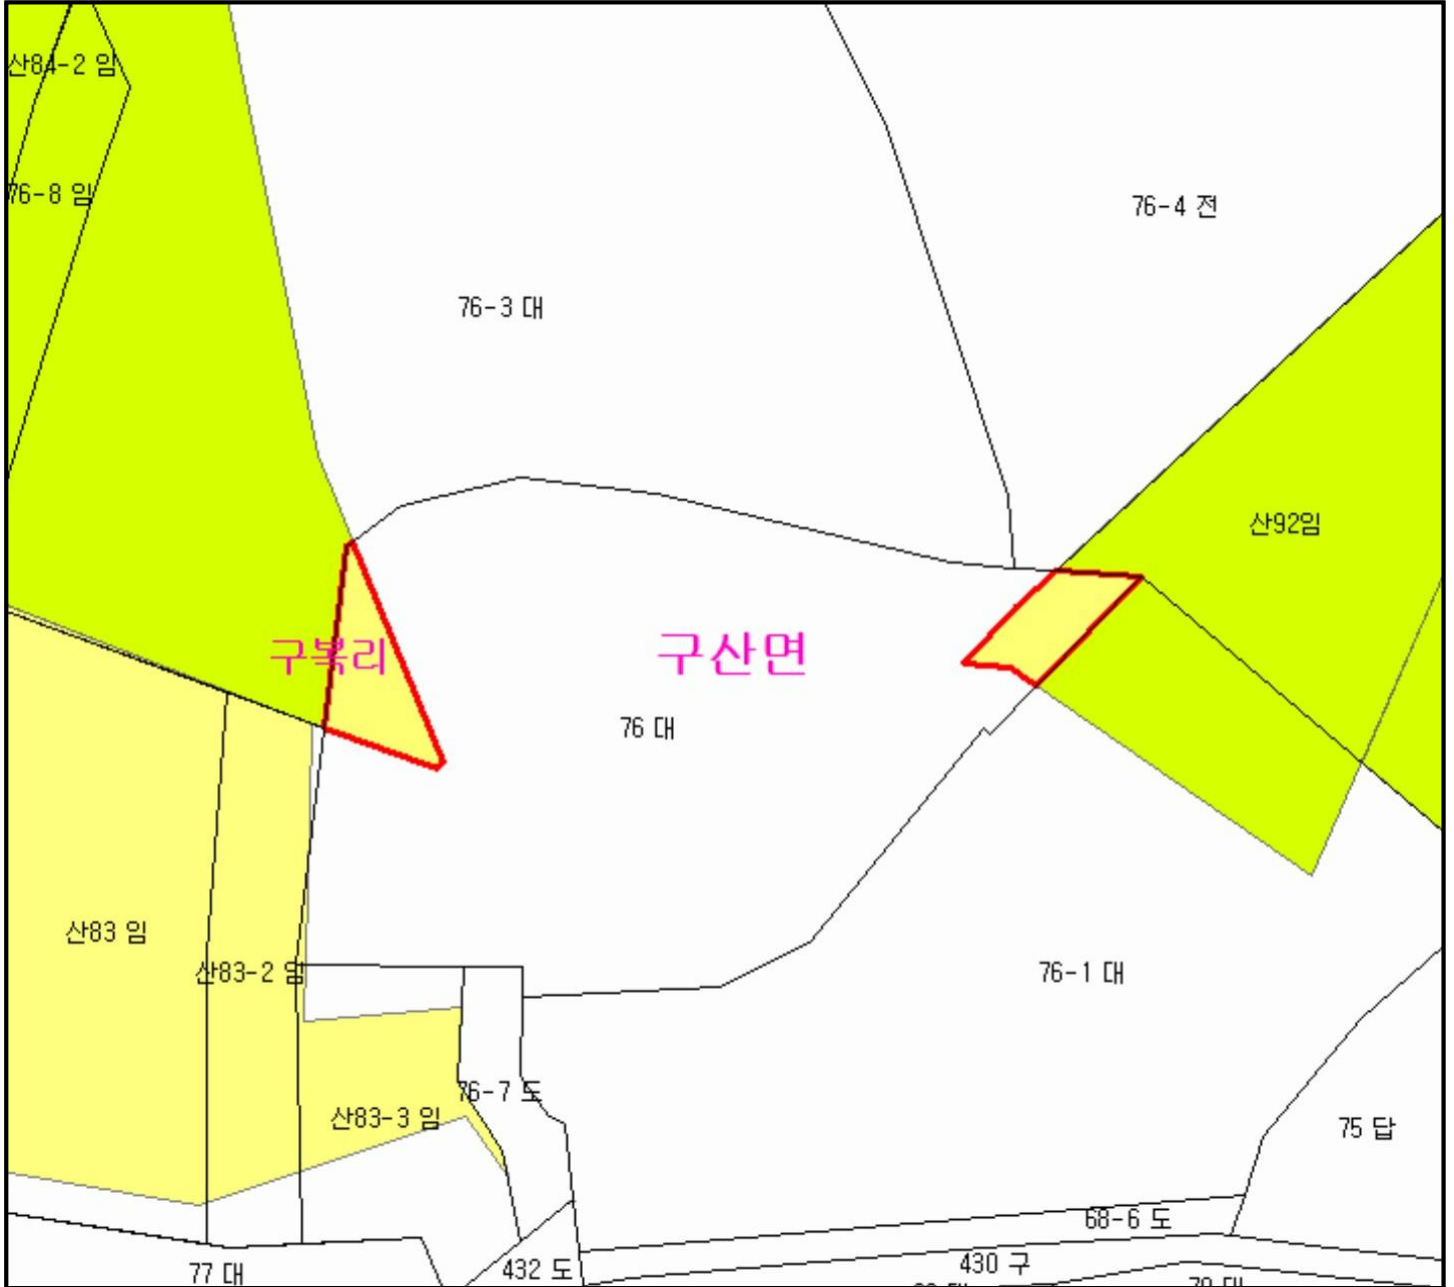 산84-2 임
76-8 임
76-4 전
76-3 대
산92임
구복리
구산면
76 대
산83 임
산83-2 임
76-1 대
76-7 도
산83-3 임
75 답
68-6 도
430 구
432 도
77 대